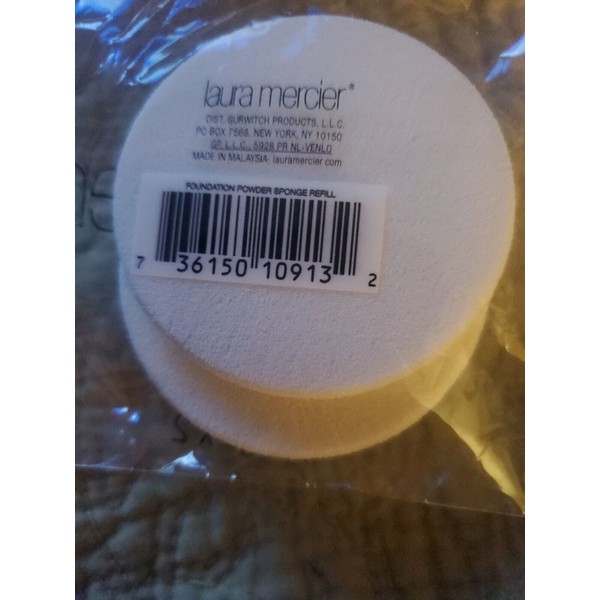 laura mercier®
DIST. GURWITCH PRODUCTS, L.L.C.
PO BOX 7568, NEW YORK, NY 10150
GP, L.L.C., 5928 PR NL-VENLO
MADE IN MALAYSIA- lauramercier.com
FOUNDATION POWDER SPONGE REFILL
7 36150 10913 2